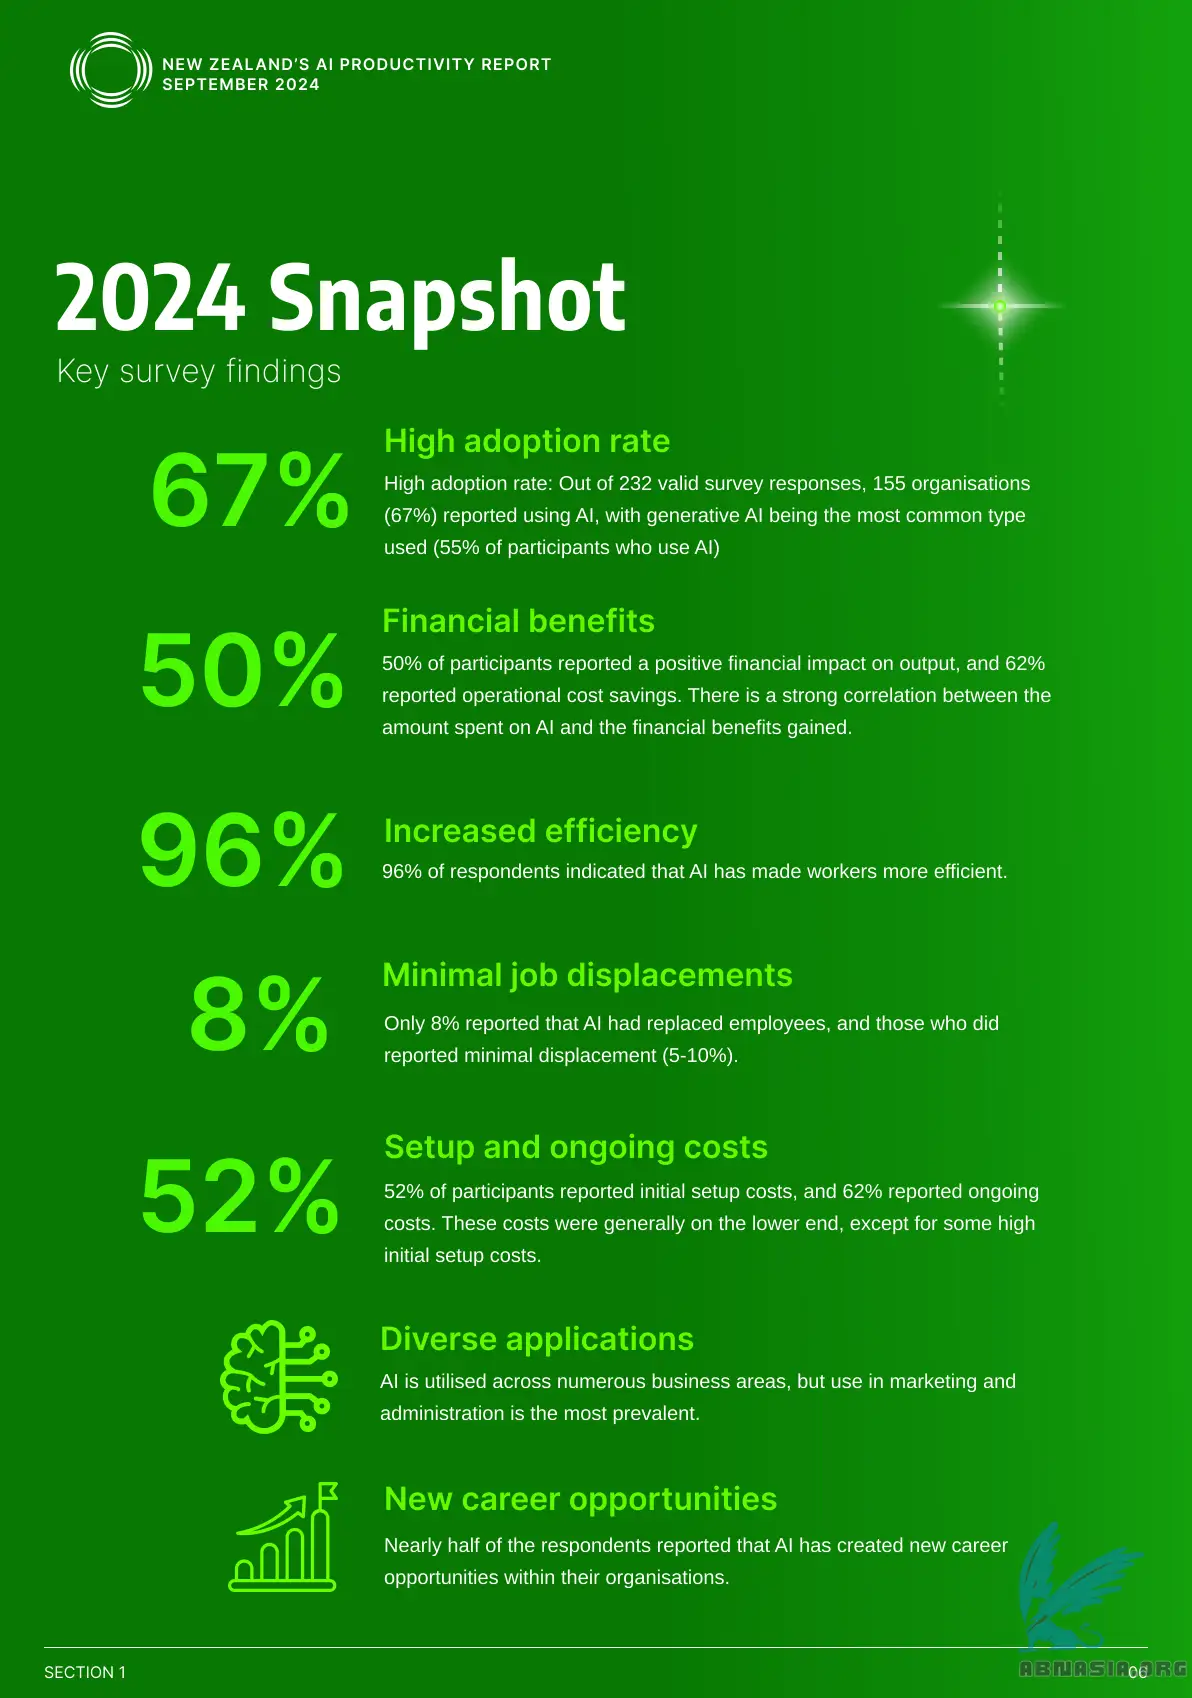 NEW ZEALAND’S AI PRODUCTIVITY REPORT
SEPTEMBER 2024
2024 Snapshot
Key survey findings
67%
High adoption rate
High adoption rate: Out of 232 valid survey responses, 155 organisations
(67%) reported using AI, with generative AI being the most common type
used (55% of participants who use AI)
50%
Financial benefits
50% of participants reported a positive financial impact on output, and 62%
reported operational cost savings. There is a strong correlation between the
amount spent on AI and the financial benefits gained.
96%
Increased efficiency
96% of respondents indicated that AI has made workers more efficient.
8%
Minimal job displacements
Only 8% reported that AI had replaced employees, and those who did
reported minimal displacement (5-10%).
52%
Setup and ongoing costs
52% of participants reported initial setup costs, and 62% reported ongoing
costs. These costs were generally on the lower end, except for some high
initial setup costs.
Diverse applications
AI is utilised across numerous business areas, but use in marketing and
administration is the most prevalent.
New career opportunities
Nearly half of the respondents reported that AI has created new career
opportunities within their organisations.
SECTION 1
06
ABNASIA.ORG